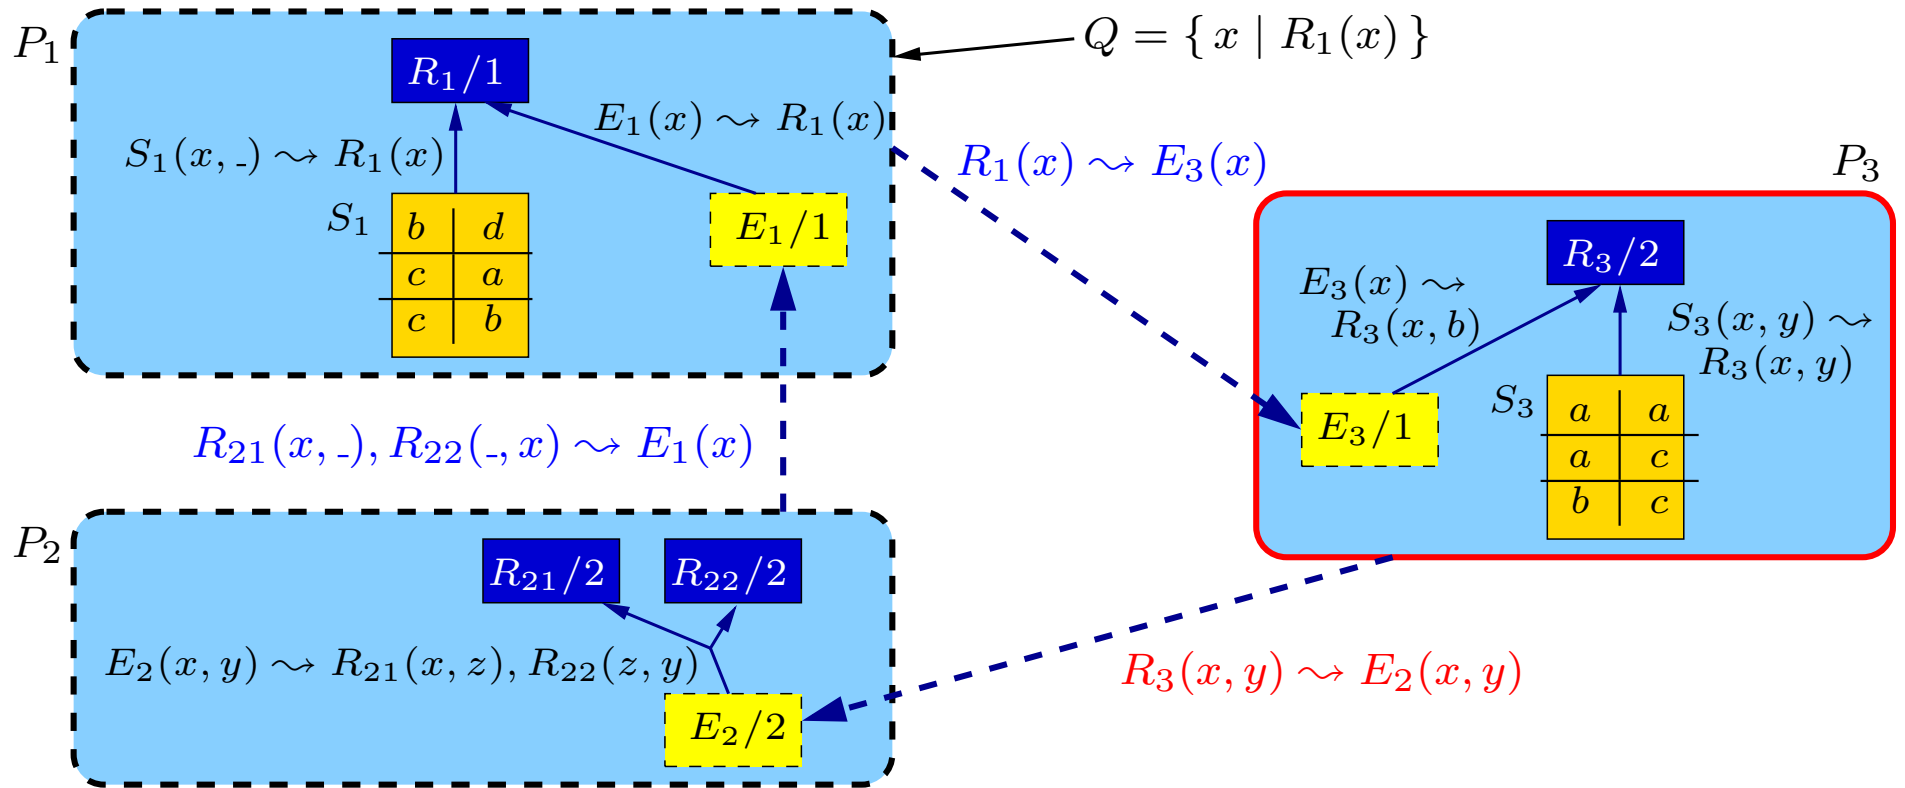 P₁
R₁/1
Q = { x | R₁(x) }
E₁(x) ⤳ R₁(x)
S₁(x, _) ⤳ R₁(x)
S₁
b d
c a
c b
E₁/1
R₁(x) ⤳ E₃(x)
P₃
R₃/2
E₃(x) ⤳
R₃(x, b)
S₃(x, y) ⤳
R₃(x, y)
E₃/1
S₃
a a
a c
b c
R₂₁(x, _), R₂₂(_, x) ⤳ E₁(x)
P₂
R₂₁/2
R₂₂/2
E₂(x, y) ⤳ R₂₁(x, z), R₂₂(z, y)
E₂/2
R₃(x, y) ⤳ E₂(x, y)